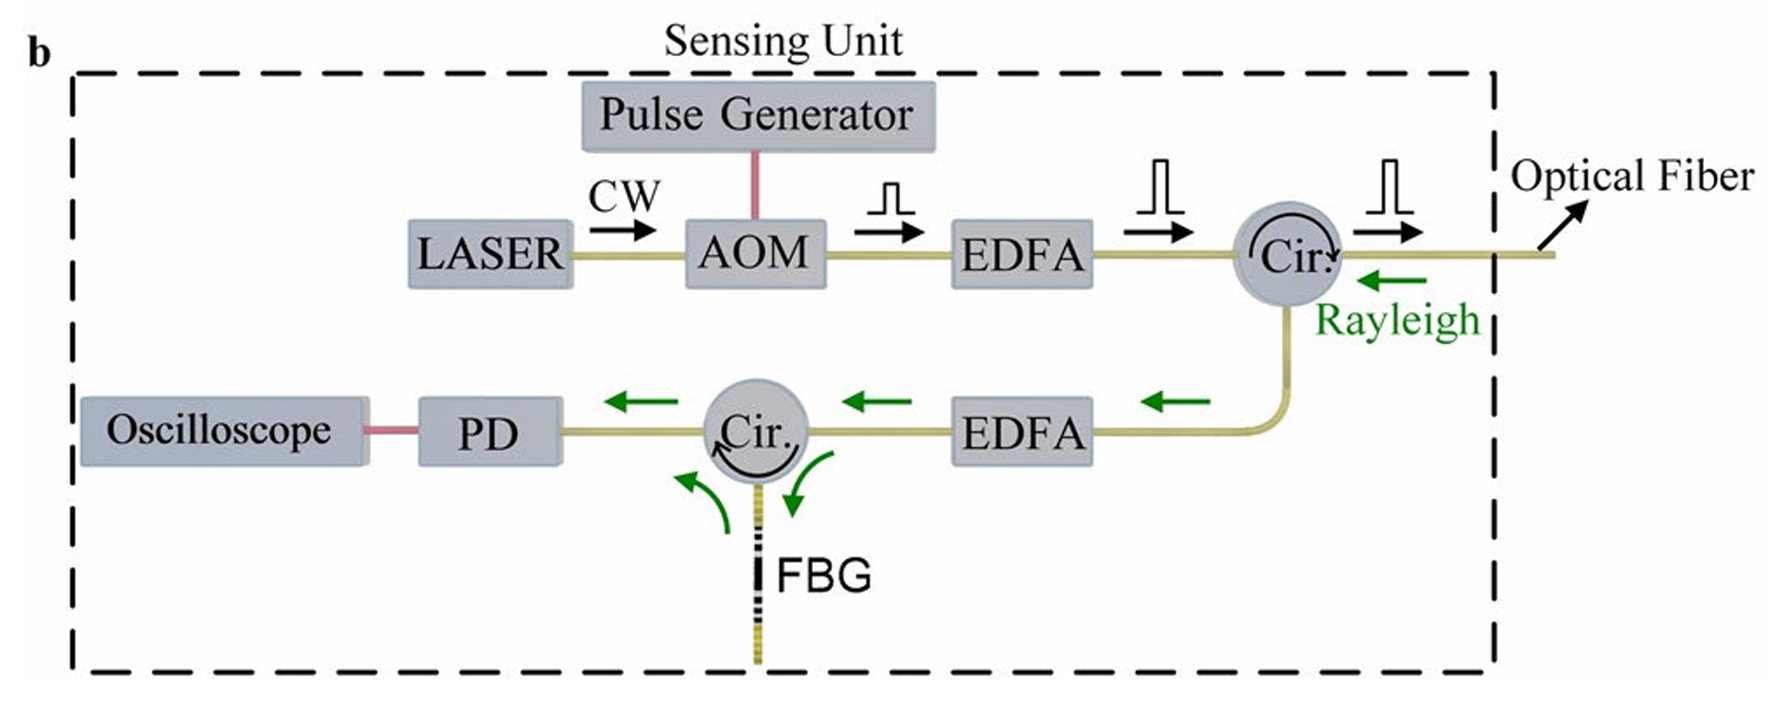 b
Sensing Unit
Pulse Generator
Optical Fiber
CW
LASER
AOM
EDFA
Cir.
Rayleigh
Oscilloscope
PD
Cir.
EDFA
FBG